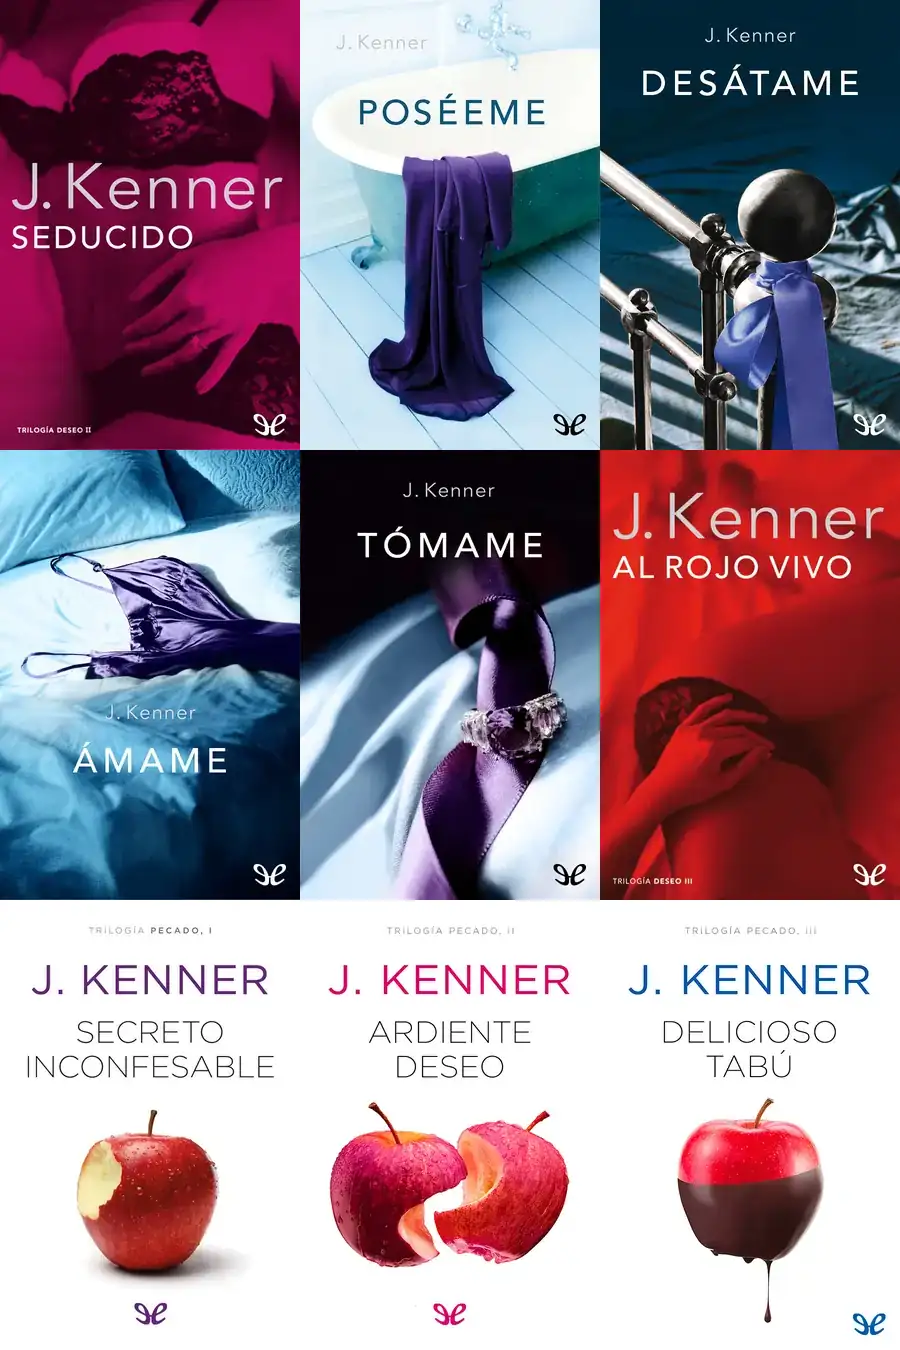 J. Kenner
SEDUCIDO
TRILOGÍA DESEO II
J. Kenner
POSÉEME
J. Kenner
DESÁTAME
J. Kenner
ÁMAME
J. Kenner
TÓMAME
J. Kenner
AL ROJO VIVO
TRILOGÍA DESEO III
TRILOGÍA PECADO, I
J. KENNER
SECRETO
INCONFESABLE
TRILOGÍA PECADO, II
J. KENNER
ARDIENTE
DESEO
TRILOGÍA PECADO, III
J. KENNER
DELICIOSO
TABÚ